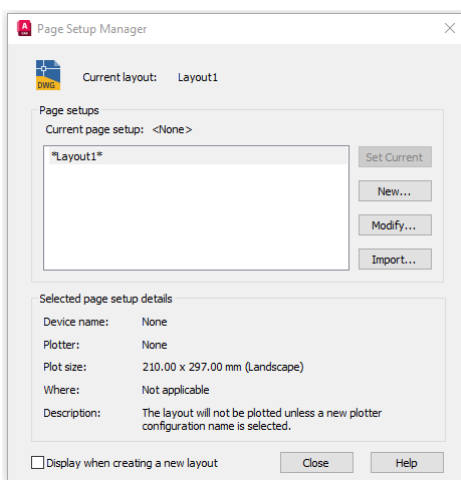 Page Setup Manager
DWG
Current layout: Layout1
Page setups
Current page setup: <None>
*Layout1*
Set Current
New...
Modify...
Import...
Selected page setup details
Device name: None
Plotter: None
Plot size: 210.00 x 297.00 mm (Landscape)
Where: Not applicable
Description: The layout will not be plotted unless a new plotter
configuration name is selected.
Display when creating a new layout
Close
Help